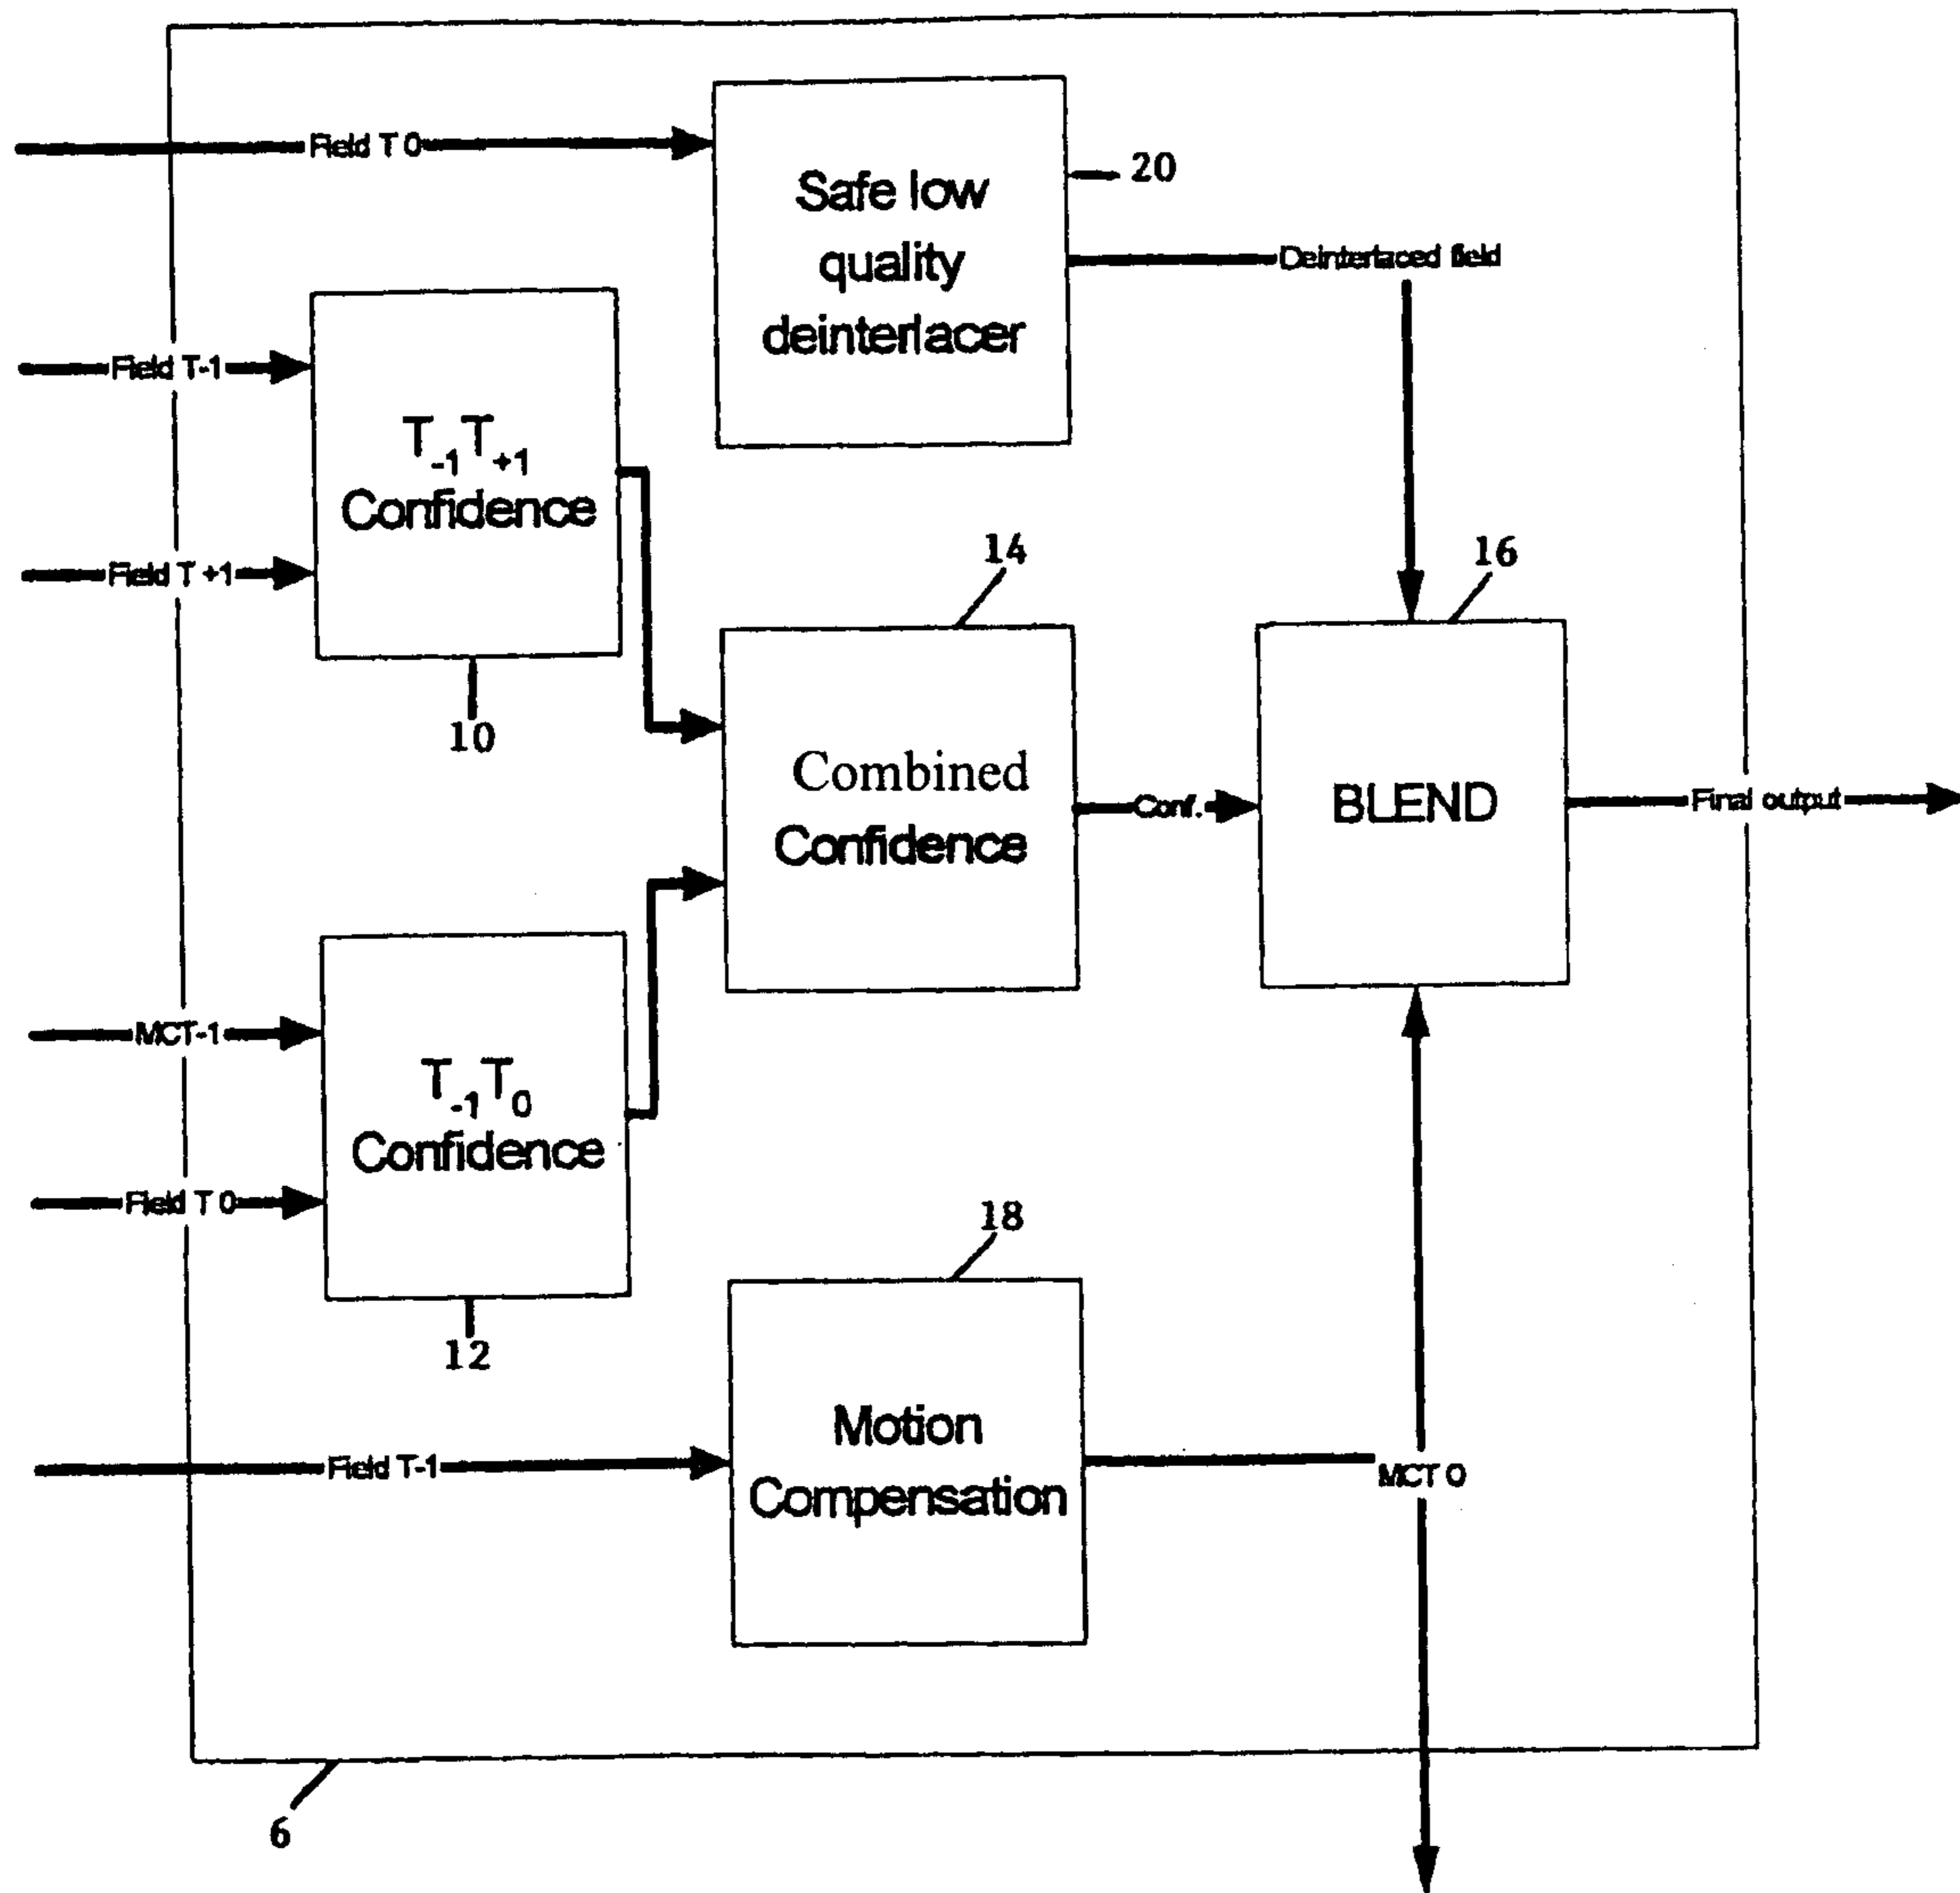 Field T 0
Safe low
quality
deinterlacer
20
Deinterlaced field
Field T-1
T-1T+1
Confidence
Field T +1
10
14
16
Combined
Confidence
Conf.
BLEND
Final output
MCT-1
T-1T0
Confidence
Field T 0
12
18
Field T-1
Motion
Compensation
MCT 0
6